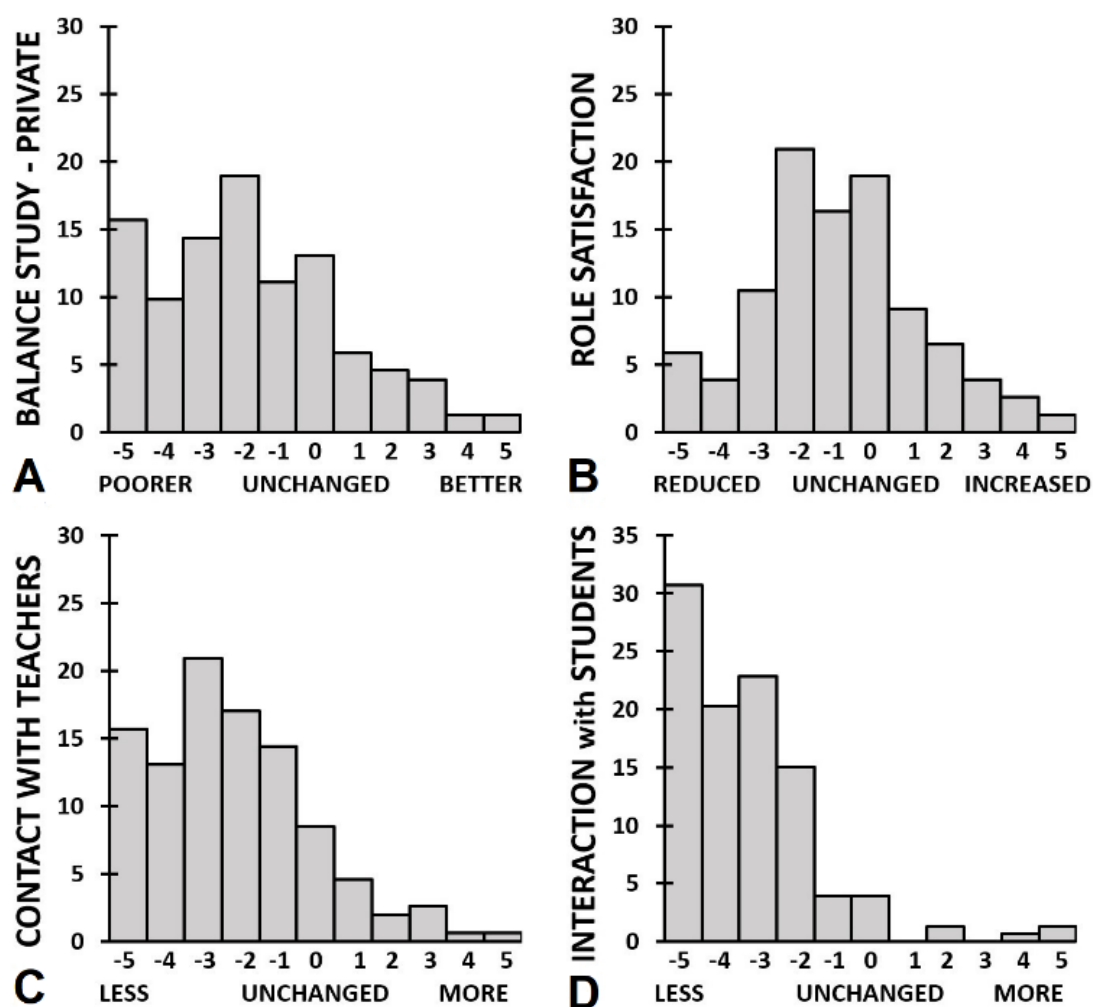 BALANCE STUDY - PRIVATE
30
25
20
15
10
5
0
-5 -4 -3 -2 -1 0 1 2 3 4 5
POORER UNCHANGED BETTER
A
ROLE SATISFACTION
30
25
20
15
10
5
0
-5 -4 -3 -2 -1 0 1 2 3 4 5
REDUCED UNCHANGED INCREASED
B
CONTACT WITH TEACHERS
30
25
20
15
10
5
0
-5 -4 -3 -2 -1 0 1 2 3 4 5
LESS UNCHANGED MORE
C
INTERACTION with STUDENTS
35
30
25
20
15
10
5
0
-5 -4 -3 -2 -1 0 1 2 3 4 5
LESS UNCHANGED MORE
D